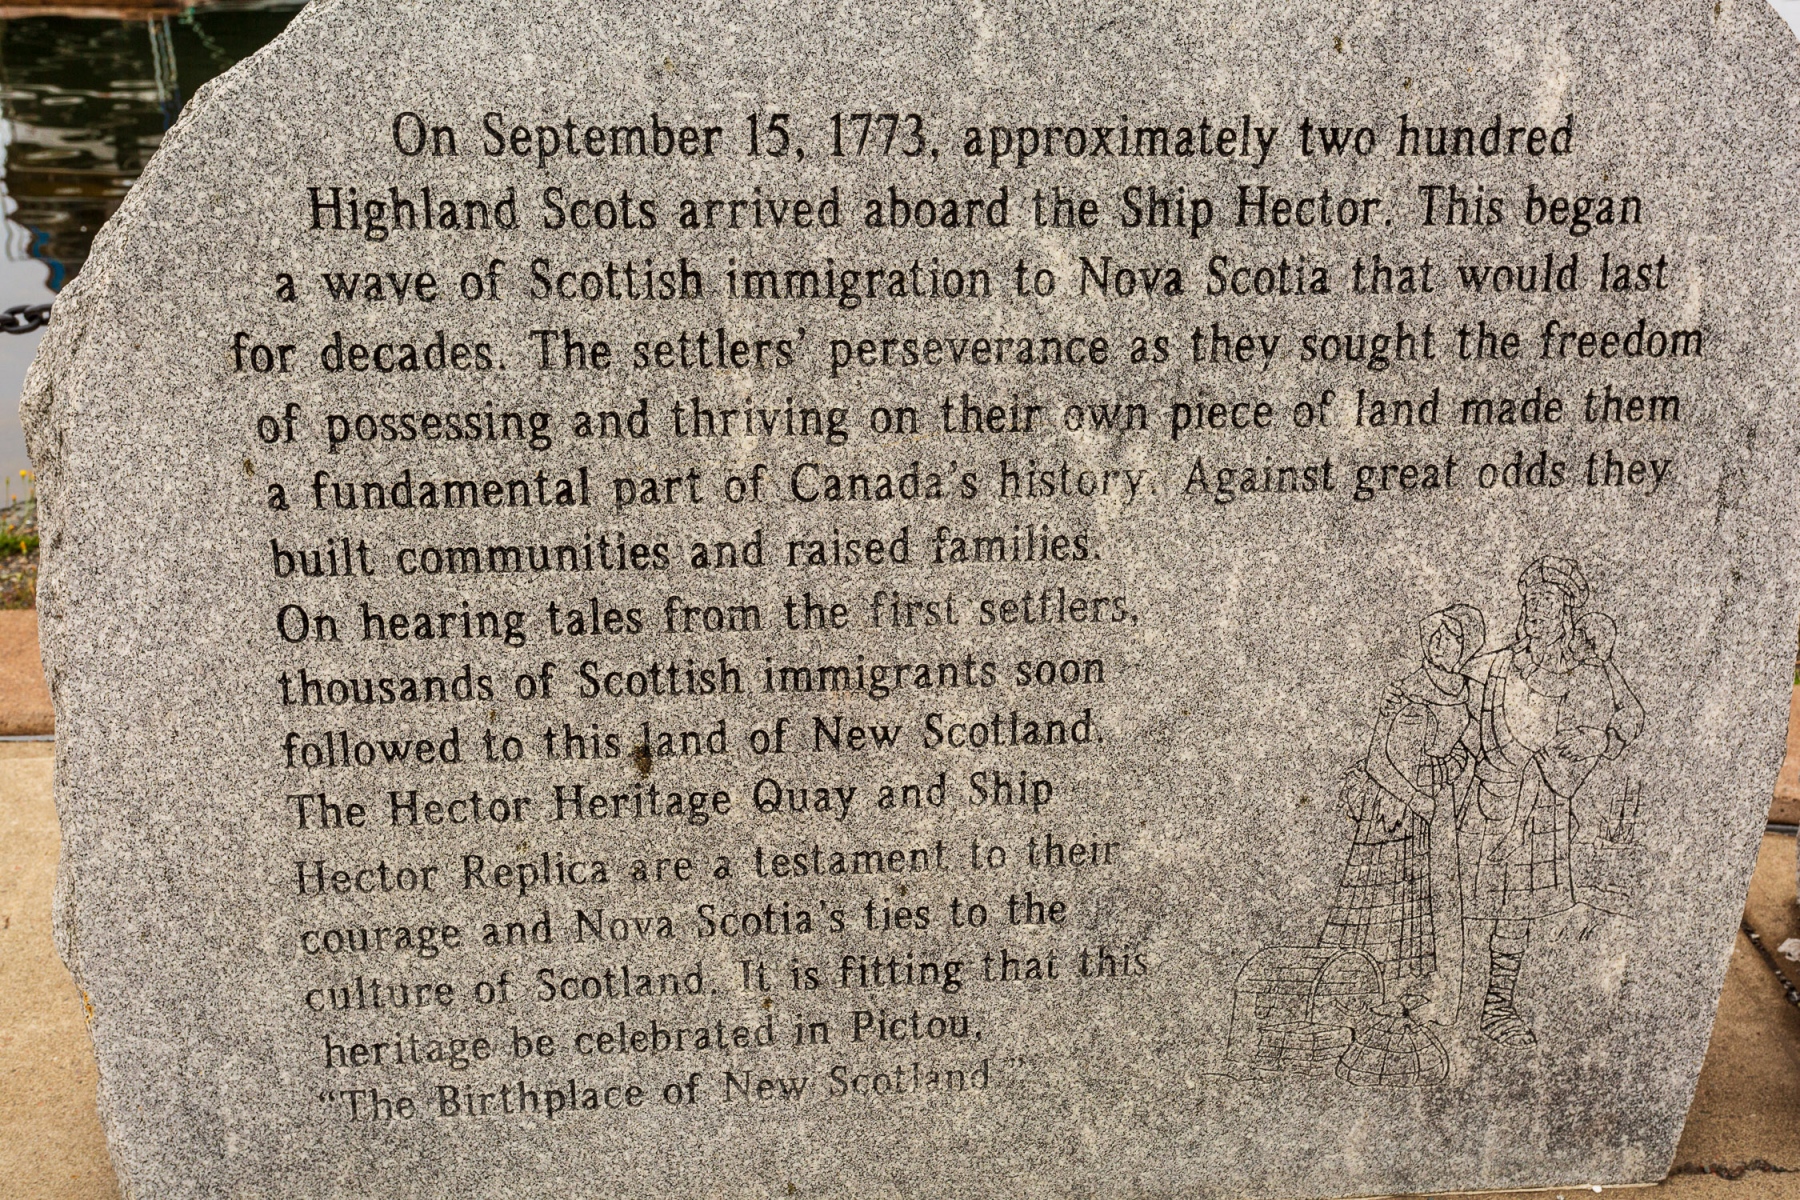 On September 15, 1773, approximately two hundred
Highland Scots arrived aboard the Ship Hector. This began
a wave of Scottish immigration to Nova Scotia that would last
for decades. The settlers' perseverance as they sought the freedom
of possessing and thriving on their own piece of land made them
a fundamental part of Canada's history. Against great odds they
built communities and raised families.
On hearing tales from the first settlers,
thousands of Scottish immigrants soon
followed to this land of New Scotland.
The Hector Heritage Quay and Ship
Hector Replica are a testament to their
courage and Nova Scotia's ties to the
culture of Scotland. It is fitting that this
heritage be celebrated in Pictou,
“The Birthplace of New Scotland”